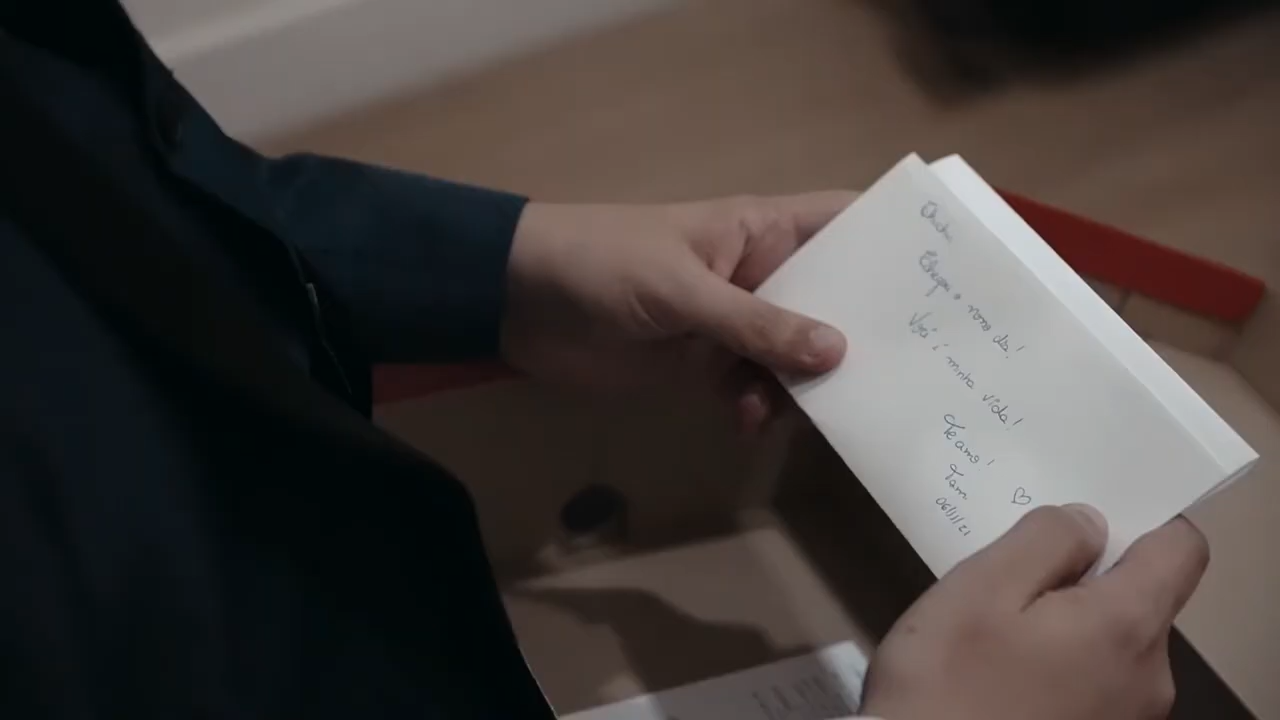 Chegou o nosso dia!
Você é minha vida!
Te amo!
Tam
06/11/21